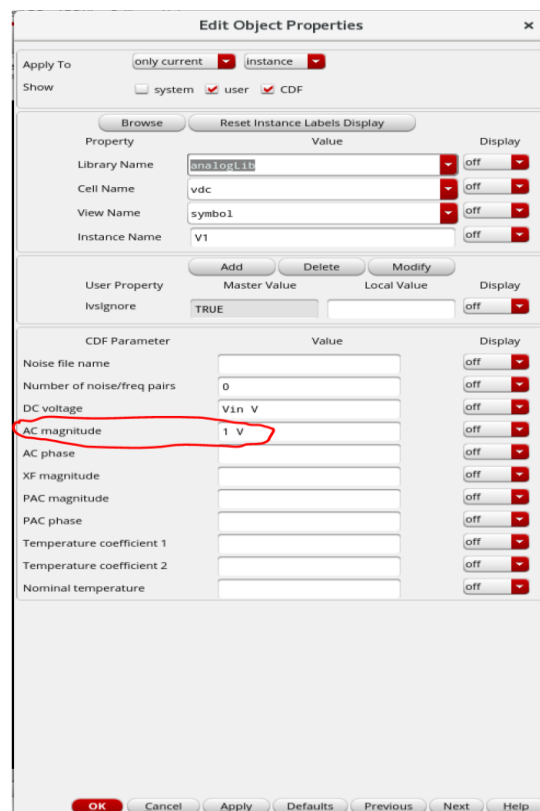 Edit Object Properties ×
Apply To only current instance
Show system user CDF
Browse Reset Instance Labels Display
Property Value Display
Library Name analogLib off
Cell Name vdc off
View Name symbol off
Instance Name V1 off
Add Delete Modify
User Property Master Value Local Value Display
lvsIgnore TRUE off
CDF Parameter Value Display
Noise file name off
Number of noise/freq pairs 0 off
DC voltage Vin V off
AC magnitude 1 V off
AC phase off
XF magnitude off
PAC magnitude off
PAC phase off
Temperature coefficient 1 off
Temperature coefficient 2 off
Nominal temperature off
OK Cancel Apply Defaults Previous Next Help